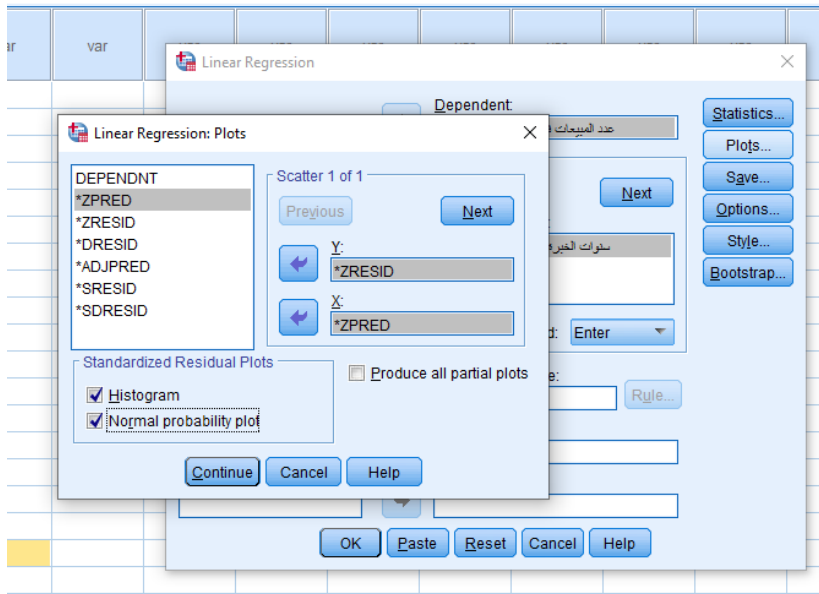 ar
var
Linear Regression
Dependent:
عدد المبيعات
Statistics...
Plots...
Save...
Options...
Style...
Bootstrap...
Next
سنوات الخبرة
Enter
Rule...
OK
Paste
Reset
Cancel
Help
Linear Regression: Plots
DEPENDNT
*ZPRED
*ZRESID
*DRESID
*ADJPRED
*SRESID
*SDRESID
Scatter 1 of 1
Previous
Next
Y:
*ZRESID
X:
*ZPRED
Standardized Residual Plots
Histogram
Normal probability plot
Produce all partial plots
Continue
Cancel
Help